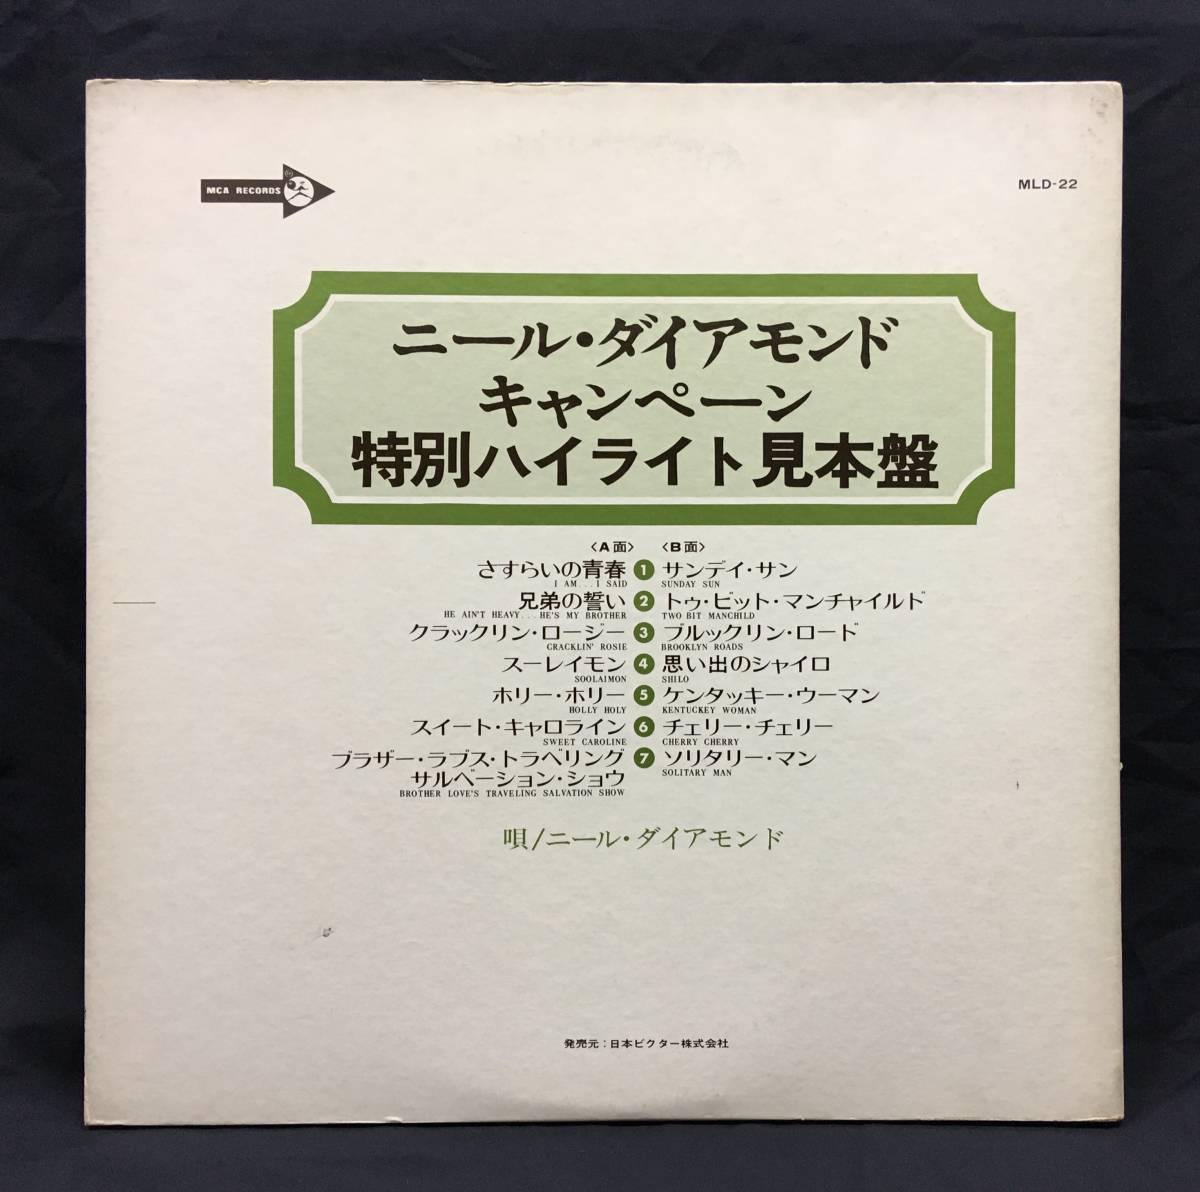 MCA RECORDS
MLD-22
ニール・ダイアモンド
キャンペーン
特別ハイライト見本盤
〈A面〉
さすらいの青春 1
I AM...I SAID
兄弟の誓い 2
HE AIN'T HEAVY...HE'S MY BROTHER
クラックリン・ロージー 3
CRACKLIN' ROSIE
スーレイモン 4
SOOLAIMON
ホリー・ホリー 5
HOLLY HOLY
スイート・キャロライン 6
SWEET CAROLINE
ブラザー・ラブス・トラベリング 7
サルベーション・ショウ
BROTHER LOVE'S TRAVELING SALVATION SHOW
〈B面〉
サンデイ・サン
SUNDAY SUN
トゥ・ビット・マンチャイルド
TWO BIT MANCHILD
ブルックリン・ロード
BROOKLYN ROADS
思い出のシャイロ
SHILO
ケンタッキー・ウーマン
KENTUCKEY WOMAN
チェリー・チェリー
CHERRY CHERRY
ソリタリー・マン
SOLITARY MAN
唄/ニール・ダイアモンド
発売元：日本ビクター株式会社